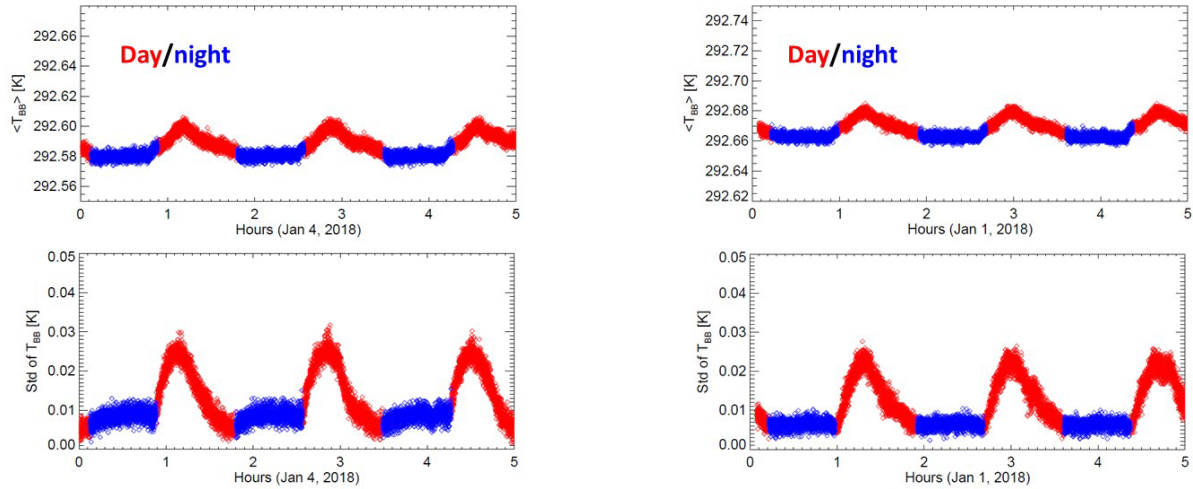 292.66
292.64
292.62
292.60
292.58
292.56
<T_BB> [K]
Day/night
0 1 2 3 4 5
Hours (Jan 4, 2018)
292.74
292.72
292.70
292.68
292.66
292.64
292.62
<T_BB> [K]
Day/night
0 1 2 3 4 5
Hours (Jan 1, 2018)
0.05
0.04
0.03
0.02
0.01
0.00
Std of T_BB [K]
0 1 2 3 4 5
Hours (Jan 4, 2018)
0.05
0.04
0.03
0.02
0.01
0.00
Std of T_BB [K]
0 1 2 3 4 5
Hours (Jan 1, 2018)